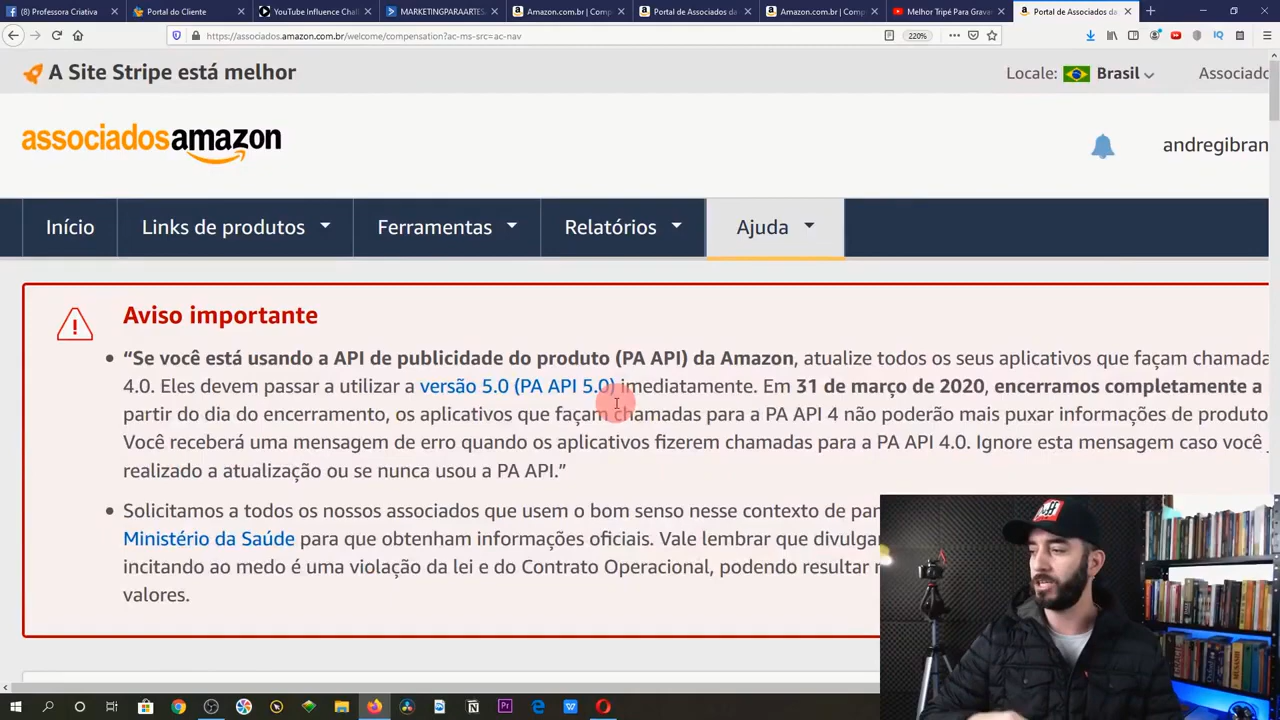 (8) Professora Criativa
Portal do Cliente
YouTube Influence Chal
MARKETINGPARAARTES
Amazon.com.br | Comp
Portal de Associados da
Amazon.com.br | Comp
Melhor Tripé Para Gravar
Portal de Associados da
https://associados.amazon.com.br/welcome/compensation?ac-ms-src=ac-nav
220%
A Site Stripe está melhor
Locale: Brasil
Associado
associadosamazon
andregibran
Início
Links de produtos
Ferramentas
Relatórios
Ajuda
Aviso importante
“Se você está usando a API de publicidade do produto (PA API) da Amazon, atualize todos os seus aplicativos que façam chamada
4.0. Eles devem passar a utilizar a versão 5.0 (PA API 5.0) imediatamente. Em 31 de março de 2020, encerramos completamente a
partir do dia do encerramento, os aplicativos que façam chamadas para a PA API 4 não poderão mais puxar informações de produto
Você receberá uma mensagem de erro quando os aplicativos fizerem chamadas para a PA API 4.0. Ignore esta mensagem caso você
realizado a atualização ou se nunca usou a PA API.”
Solicitamos a todos os nossos associados que usem o bom senso nesse contexto de pan
Ministério da Saúde para que obtenham informações oficiais. Vale lembrar que divulgar
incitando ao medo é uma violação da lei e do Contrato Operacional, podendo resultar n
valores.